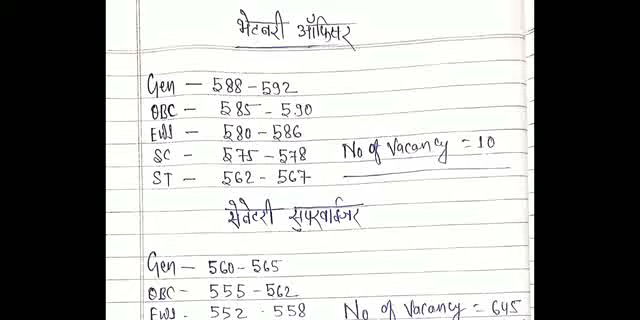 भेटनरी ऑफिसर
Gen - 588-592
OBC - 585 - 590
EWS - 580-586
SC - 575-578
No of Vacancy = 10
ST - 562-567
सेनेटरी सुपरवाईजर
Gen - 560-565
OBC - 555-562
EWS - 552 - 558
No of Vacancy = 645